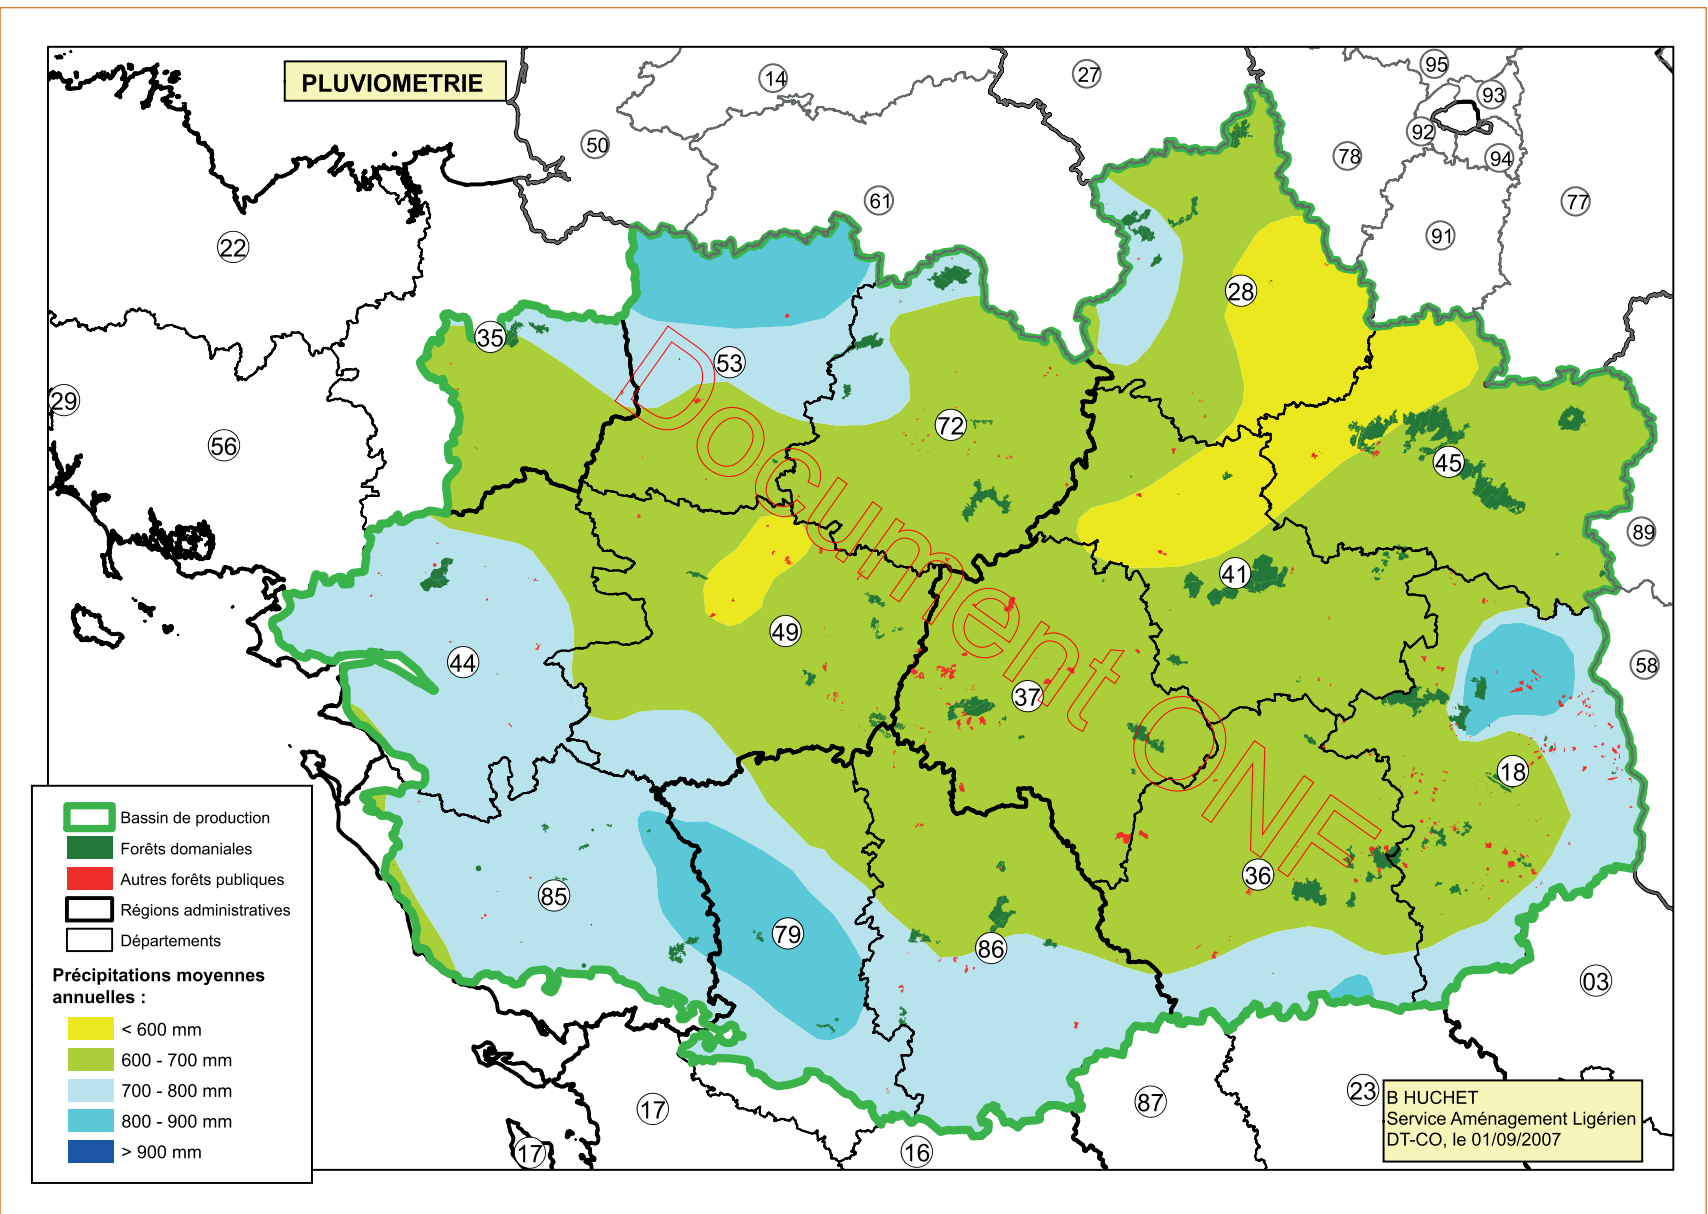 PLUVIOMETRIE
14
27
95
93
92
94
50
78
61
77
22
91
28
35
53
29
72
56
45
89
41
49
44
58
37
18
Document ONF
36
85
79
86
03
23
87
17
17
16
Bassin de production
Forêts domaniales
Autres forêts publiques
Régions administratives
Départements
Précipitations moyennes
annuelles :
< 600 mm
600 - 700 mm
700 - 800 mm
800 - 900 mm
> 900 mm
B HUCHET
Service Aménagement Ligérien
DT-CO, le 01/09/2007